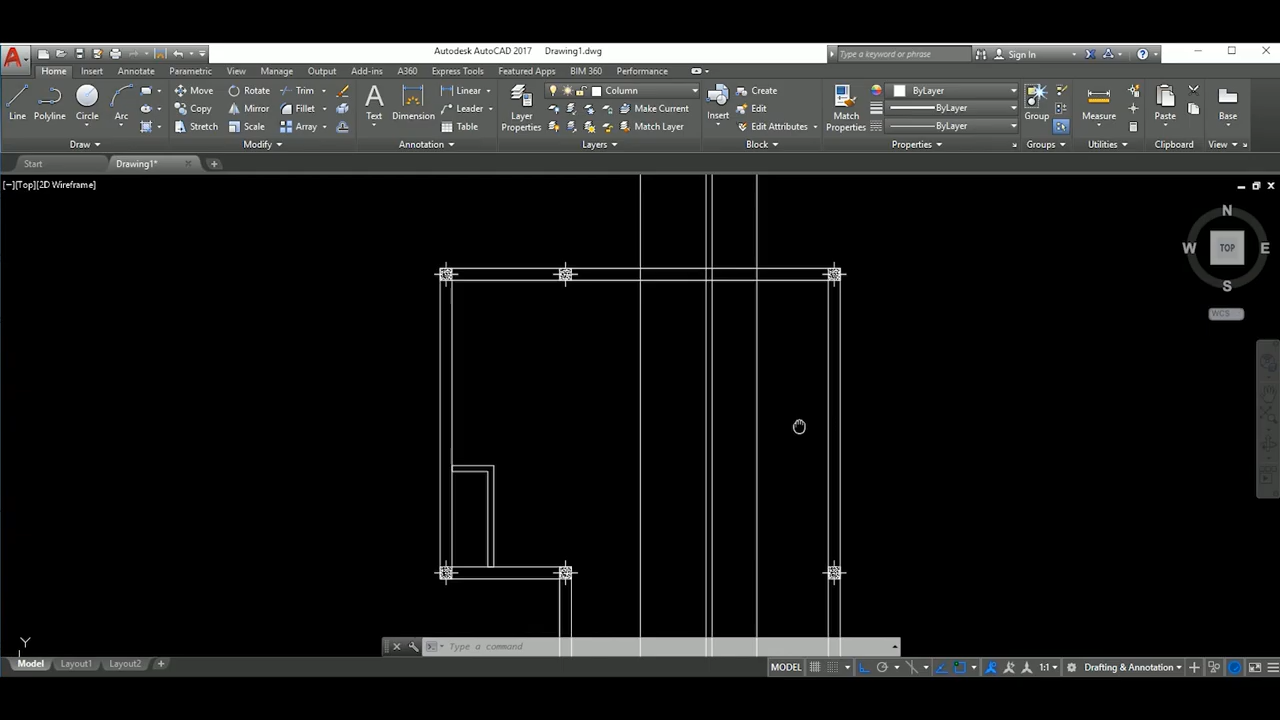 Autodesk AutoCAD 2017 Drawing1.dwg
Type a keyword or phrase
Sign In
Home Insert Annotate Parametric View Manage Output Add-ins A360 Express Tools Featured Apps BIM 360 Performance
Line Polyline Circle Arc
Move Rotate Trim
Copy Mirror Fillet
Stretch Scale Array
Text Dimension
Linear
Leader
Table
Layer
Properties
Column
Make Current
Match Layer
Insert
Create
Edit
Edit Attributes
Match
Properties
ByLayer
ByLayer
ByLayer
Group
Measure
Paste
Base
Draw Modify Annotation Layers Block Properties Groups Utilities Clipboard View
Start Drawing1*
[−][Top][2D Wireframe]
N
W TOP E
S
WCS
Y
Type a command
Model Layout1 Layout2
MODEL 1:1 Drafting & Annotation